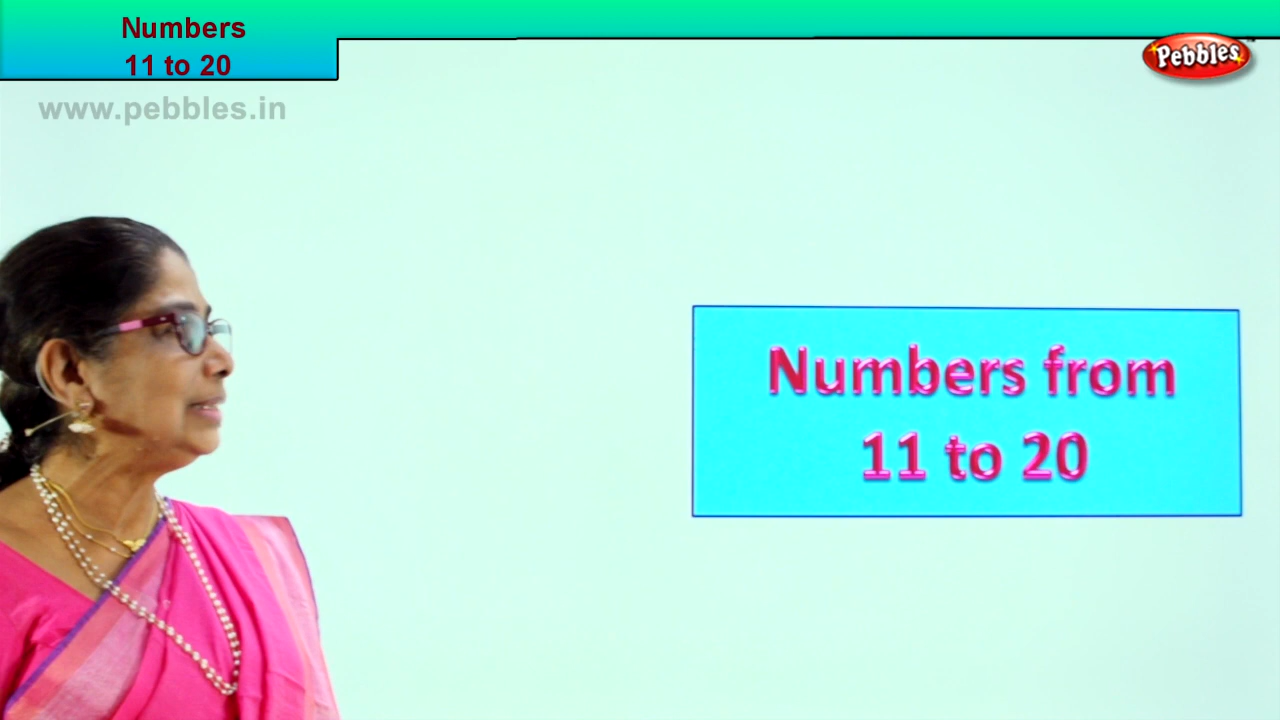 Numbers
11 to 20
Pebbles
www.pebbles.in
Numbers from
11 to 20